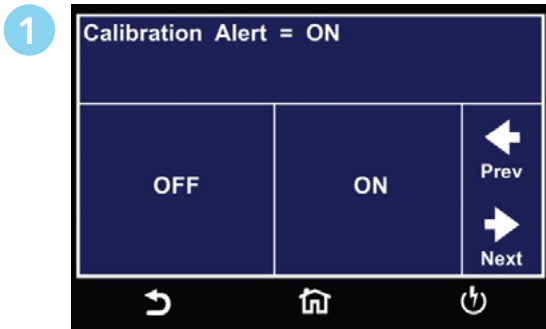 1
Calibration Alert = ON
OFF
ON
Prev
Next